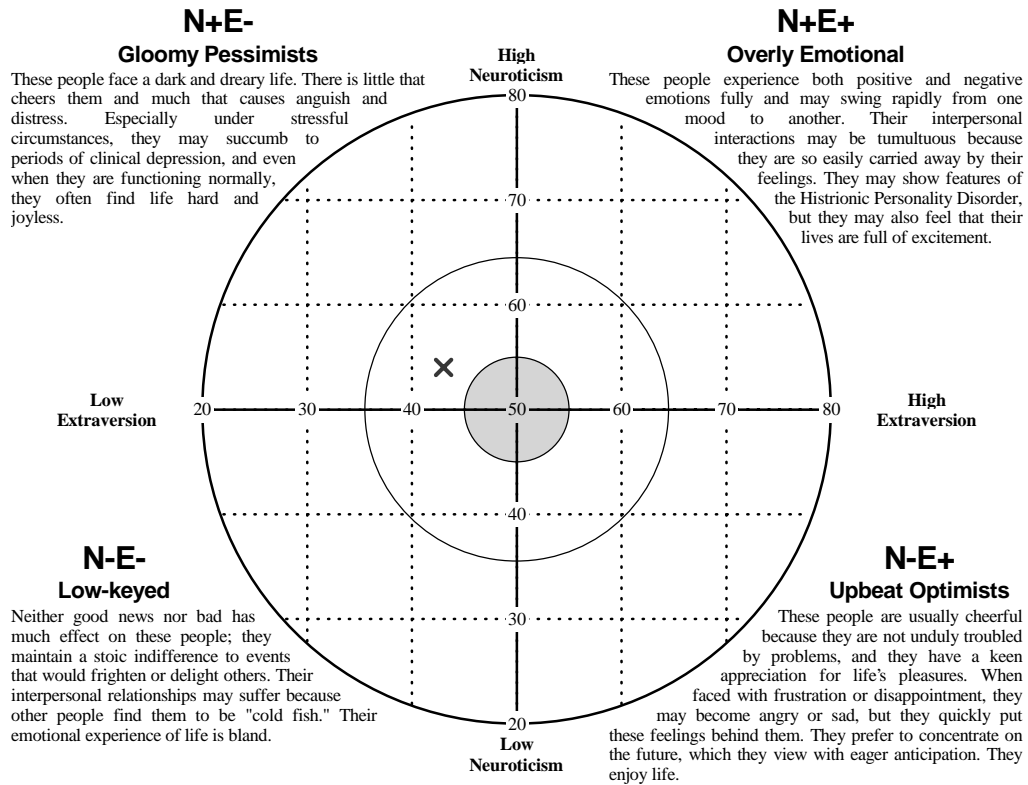 N+E-
Gloomy Pessimists
These people face a dark and dreary life. There is little that
cheers them and much that causes anguish and
distress. Especially under stressful
circumstances, they may succumb to
periods of clinical depression, and even
when they are functioning normally,
they often find life hard and
joyless.
High
Neuroticism
N+E+
Overly Emotional
These people experience both positive and negative
emotions fully and may swing rapidly from one
mood to another. Their interpersonal
interactions may be tumultuous because
they are so easily carried away by their
feelings. They may show features of
the Histrionic Personality Disorder,
but they may also feel that their
lives are full of excitement.
80
70
60
Low
Extraversion
20 30 40 50 60 70 80
High
Extraversion
40
30
20
Low
Neuroticism
N-E-
Low-keyed
Neither good news nor bad has
much effect on these people; they
maintain a stoic indifference to events
that would frighten or delight others. Their
interpersonal relationships may suffer because
other people find them to be "cold fish." Their
emotional experience of life is bland.
N-E+
Upbeat Optimists
These people are usually cheerful
because they are not unduly troubled
by problems, and they have a keen
appreciation for life's pleasures. When
faced with frustration or disappointment, they
may become angry or sad, but they quickly put
these feelings behind them. They prefer to concentrate on
the future, which they view with eager anticipation. They
enjoy life.